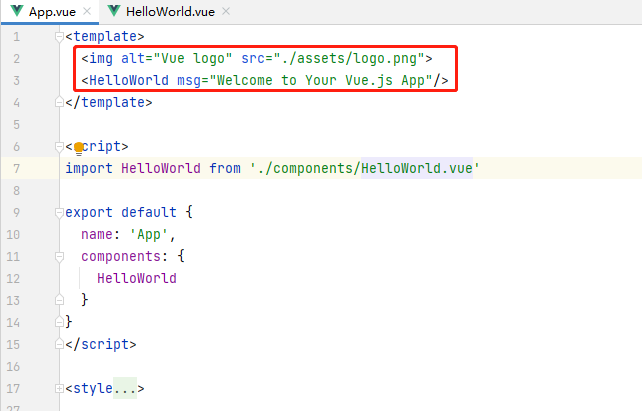 App.vue × HelloWorld.vue ×
1 <template>
2 <img alt="Vue logo" src="./assets/logo.png">
3 <HelloWorld msg="Welcome to Your Vue.js App"/>
4 </template>
5
6 <script>
7 import HelloWorld from './components/HelloWorld.vue'
8
9 export default {
10 name: 'App',
11 components: {
12 HelloWorld
13 }
14 }
15 </script>
16
17 <style...>
27